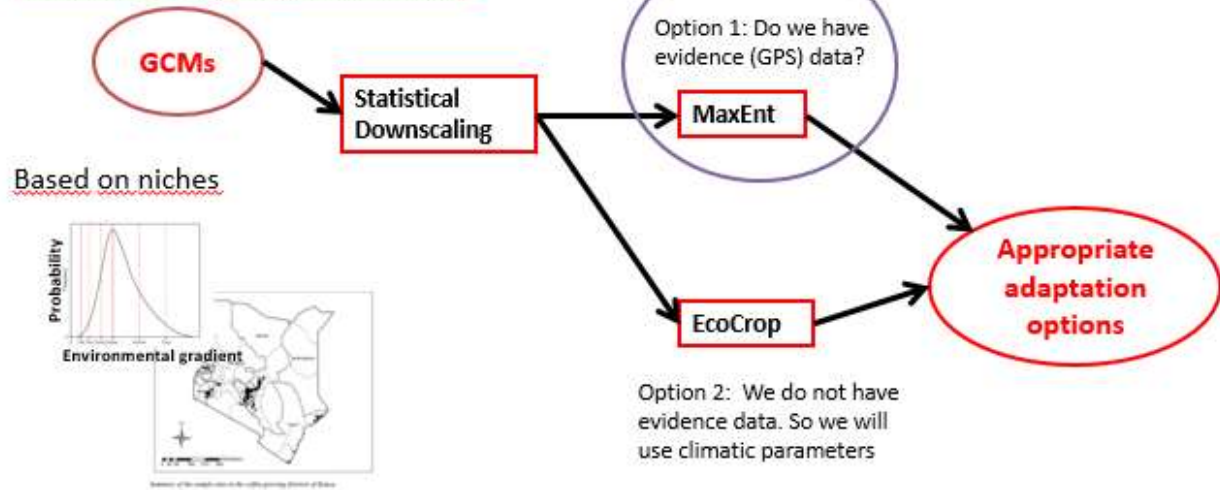 GCMs
Statistical
Downscaling
Option 1: Do we have
evidence (GPS) data?
MaxEnt
Based on niches
Probability
Environmental gradient
Appropriate
adaptation
options
EcoCrop
Option 2:  We do not have
evidence data. So we will
use climatic parameters